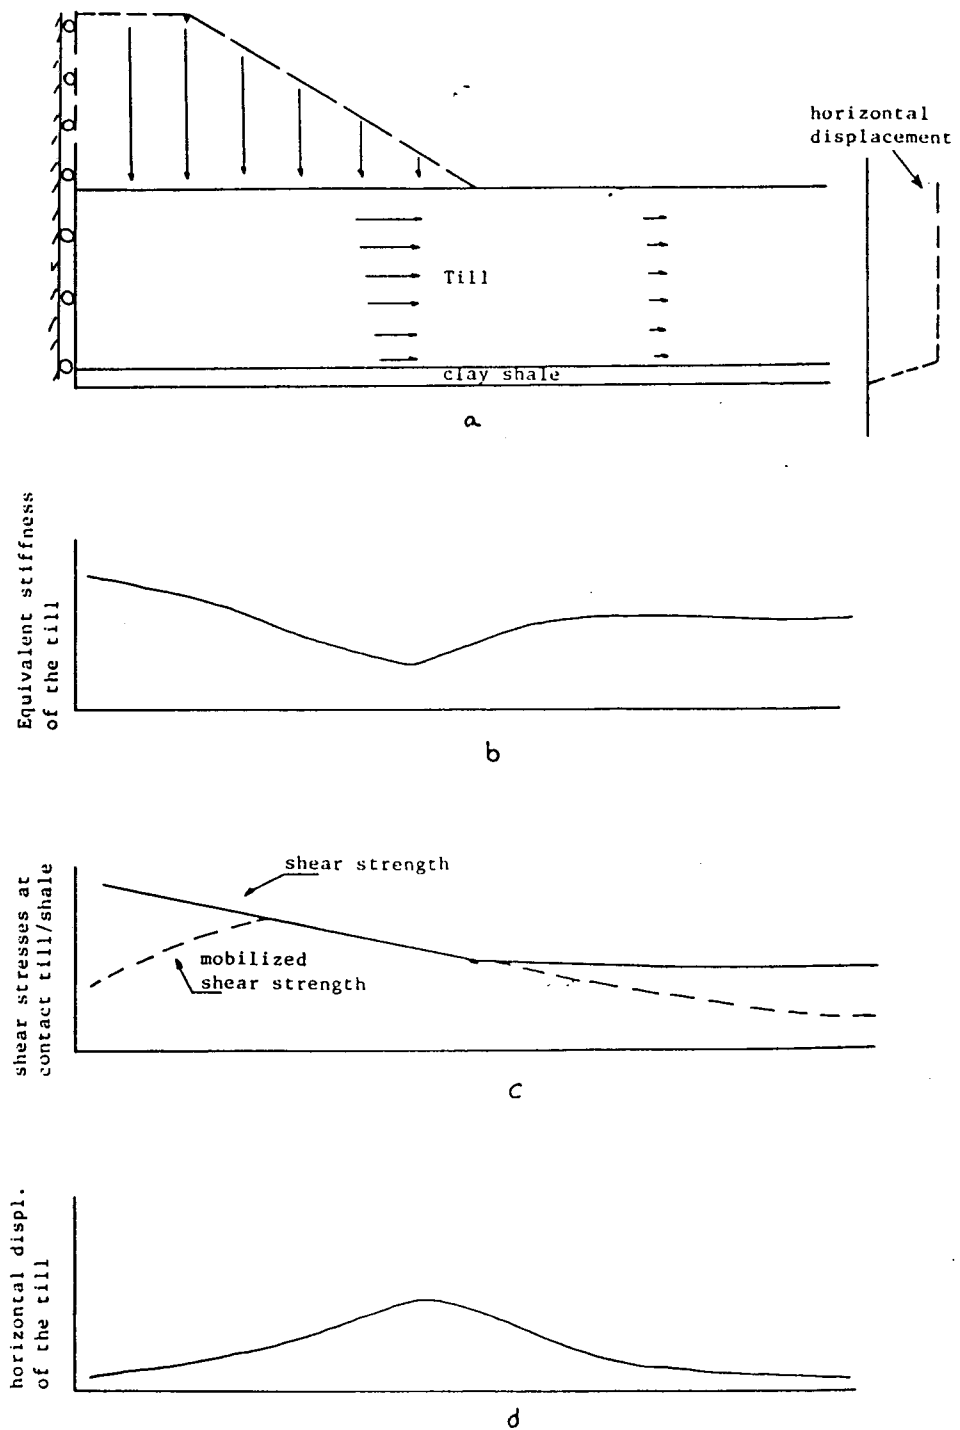 horizontal
displacement
Till
clay shale
a
Equivalent stiffness
of the till
b
shear stresses at
contact till/shale
shear strength
mobilized
shear strength
c
horizontal displ.
of the till
d